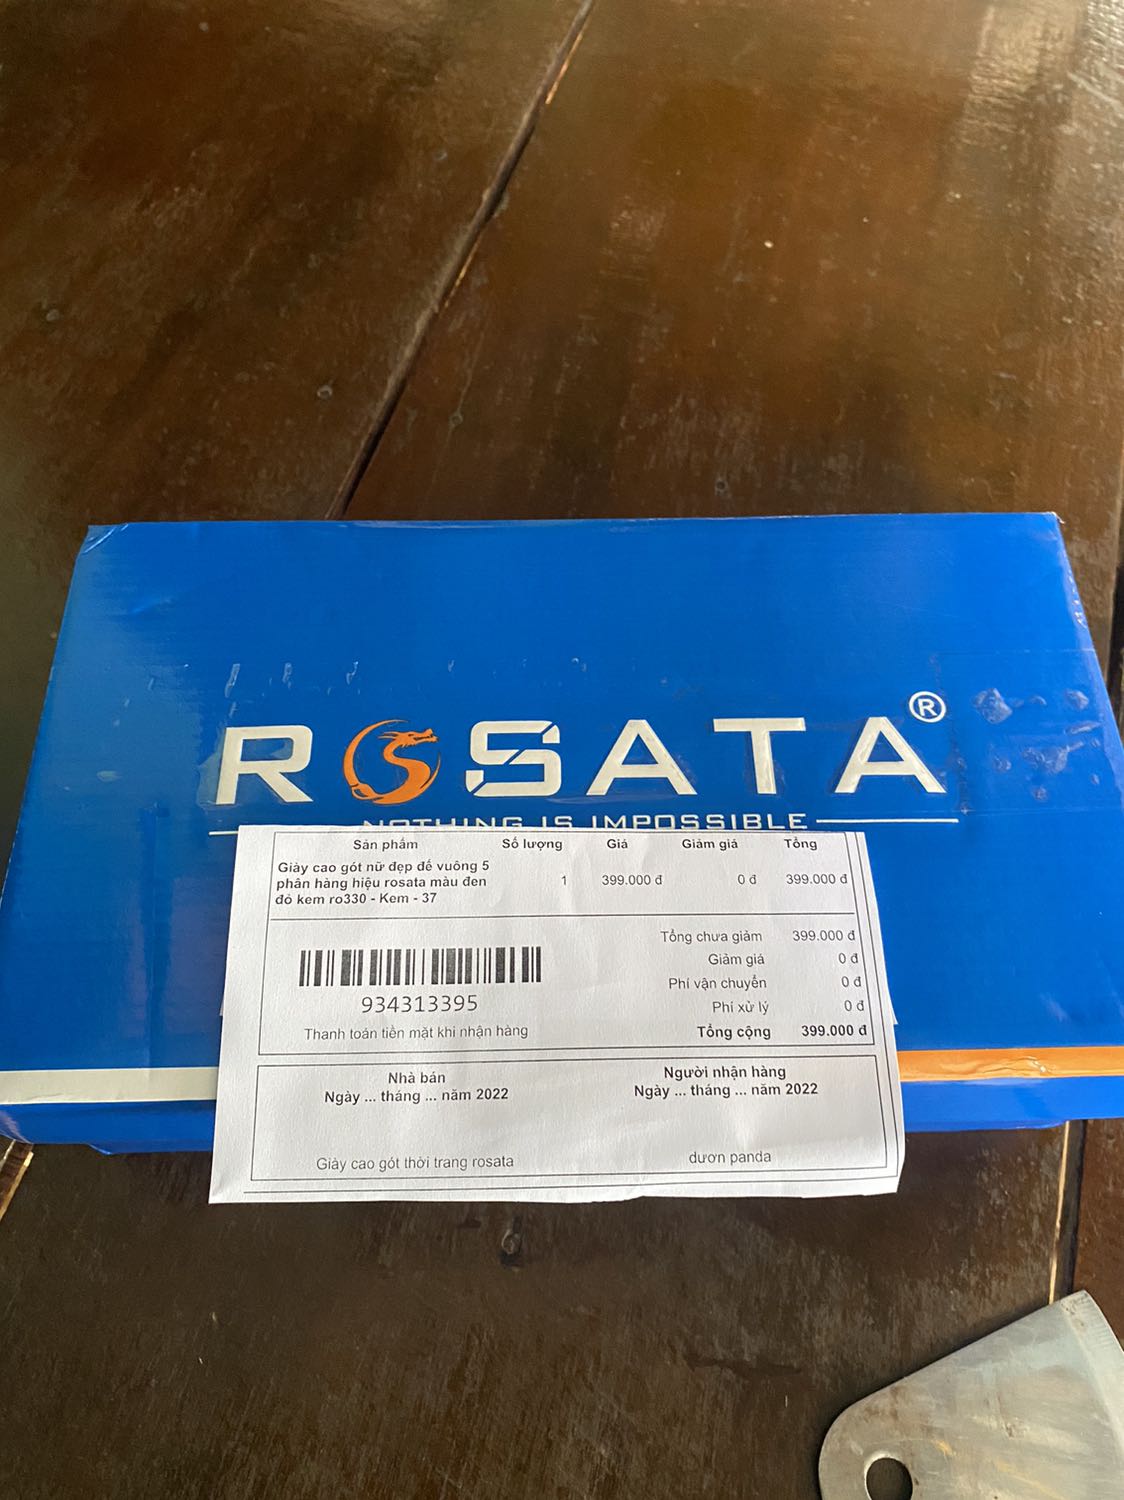 ROSATA®
NOTHING IS IMPOSSIBLE
Sản phẩm Số lượng Giá Giảm giá Tổng
Giày cao gót nữ đẹp đế vuông 5
phân hàng hiệu rosata màu đen
đỏ kem ro330 - Kem - 37
1 399.000 đ 0 đ 399.000 đ
Tổng chưa giảm 399.000 đ
Giảm giá 0 đ
Phí vận chuyển 0 đ
Phí xử lý 0 đ
Tổng cộng 399.000 đ
934313395
Thanh toán tiền mặt khi nhận hàng
Nhà bán
Ngày ... tháng ... năm 2022
Giày cao gót thời trang rosata
Người nhận hàng
Ngày ... tháng ... năm 2022
dươn panda